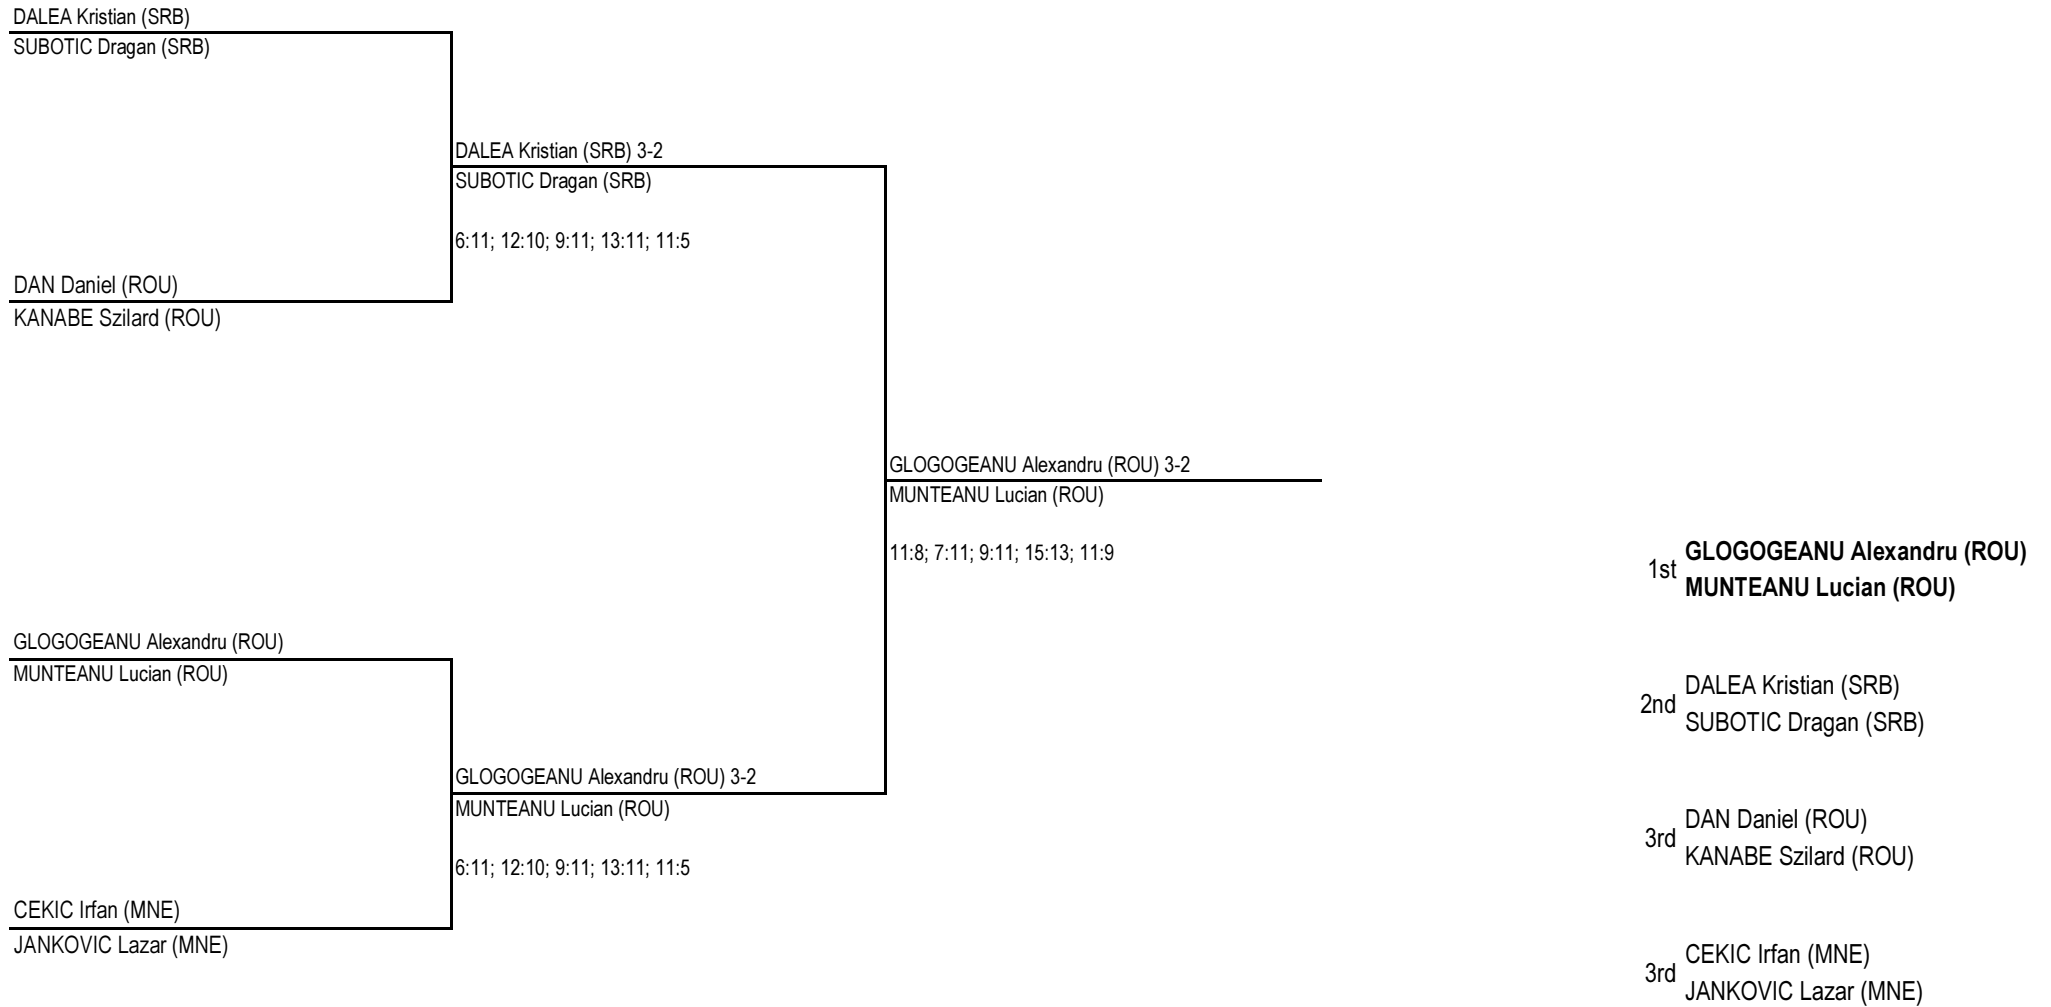 DALEA Kristian (SRB)
SUBOTIC Dragan (SRB)
DALEA Kristian (SRB) 3-2
SUBOTIC Dragan (SRB)
6:11; 12:10; 9:11; 13:11; 11:5
DAN Daniel (ROU)
KANABE Szilard (ROU)
GLOGOGEANU Alexandru (ROU) 3-2
MUNTEANU Lucian (ROU)
11:8; 7:11; 9:11; 15:13; 11:9
GLOGOGEANU Alexandru (ROU)
MUNTEANU Lucian (ROU)
GLOGOGEANU Alexandru (ROU) 3-2
MUNTEANU Lucian (ROU)
6:11; 12:10; 9:11; 13:11; 11:5
CEKIC Irfan (MNE)
JANKOVIC Lazar (MNE)
1st
GLOGOGEANU Alexandru (ROU)
MUNTEANU Lucian (ROU)
2nd
DALEA Kristian (SRB)
SUBOTIC Dragan (SRB)
3rd
DAN Daniel (ROU)
KANABE Szilard (ROU)
3rd
CEKIC Irfan (MNE)
JANKOVIC Lazar (MNE)